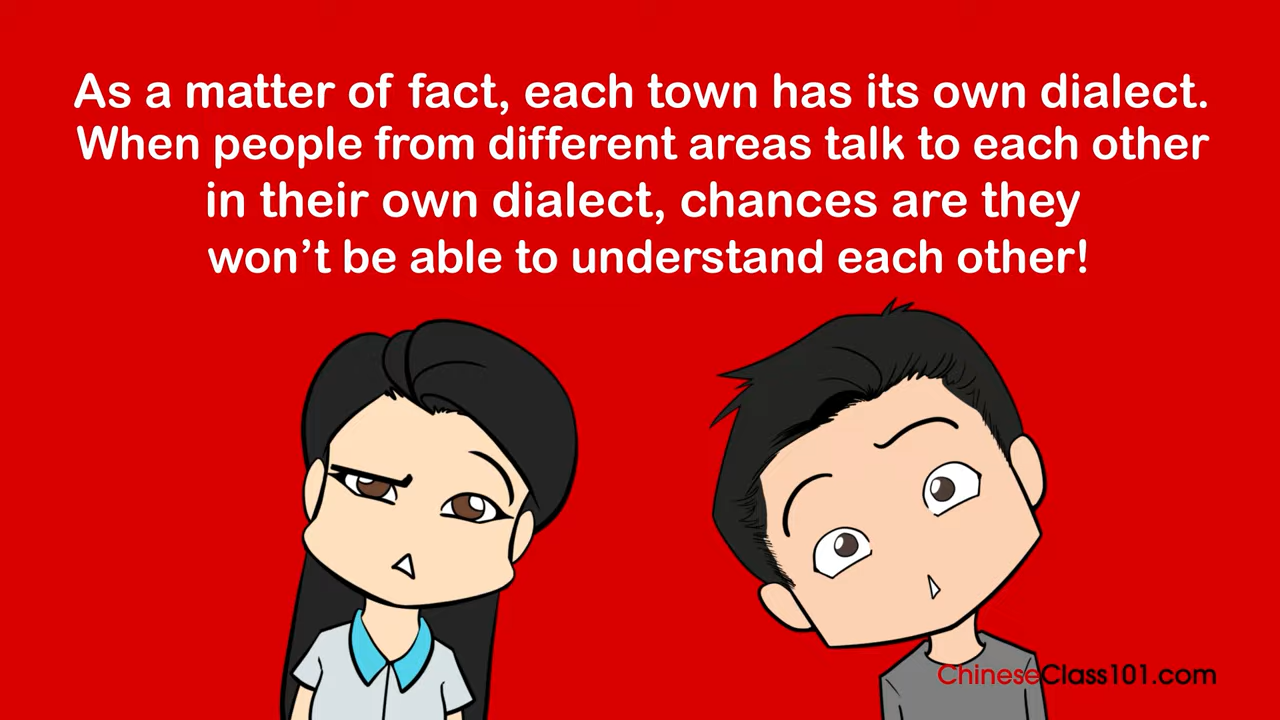 As a matter of fact, each town has its own dialect.
When people from different areas talk to each other
in their own dialect, chances are they
won’t be able to understand each other!
ChineseClass101.com